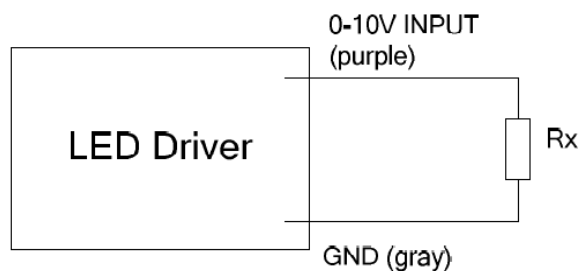 0-10V INPUT
(purple)
LED Driver
Rx
GND (gray)